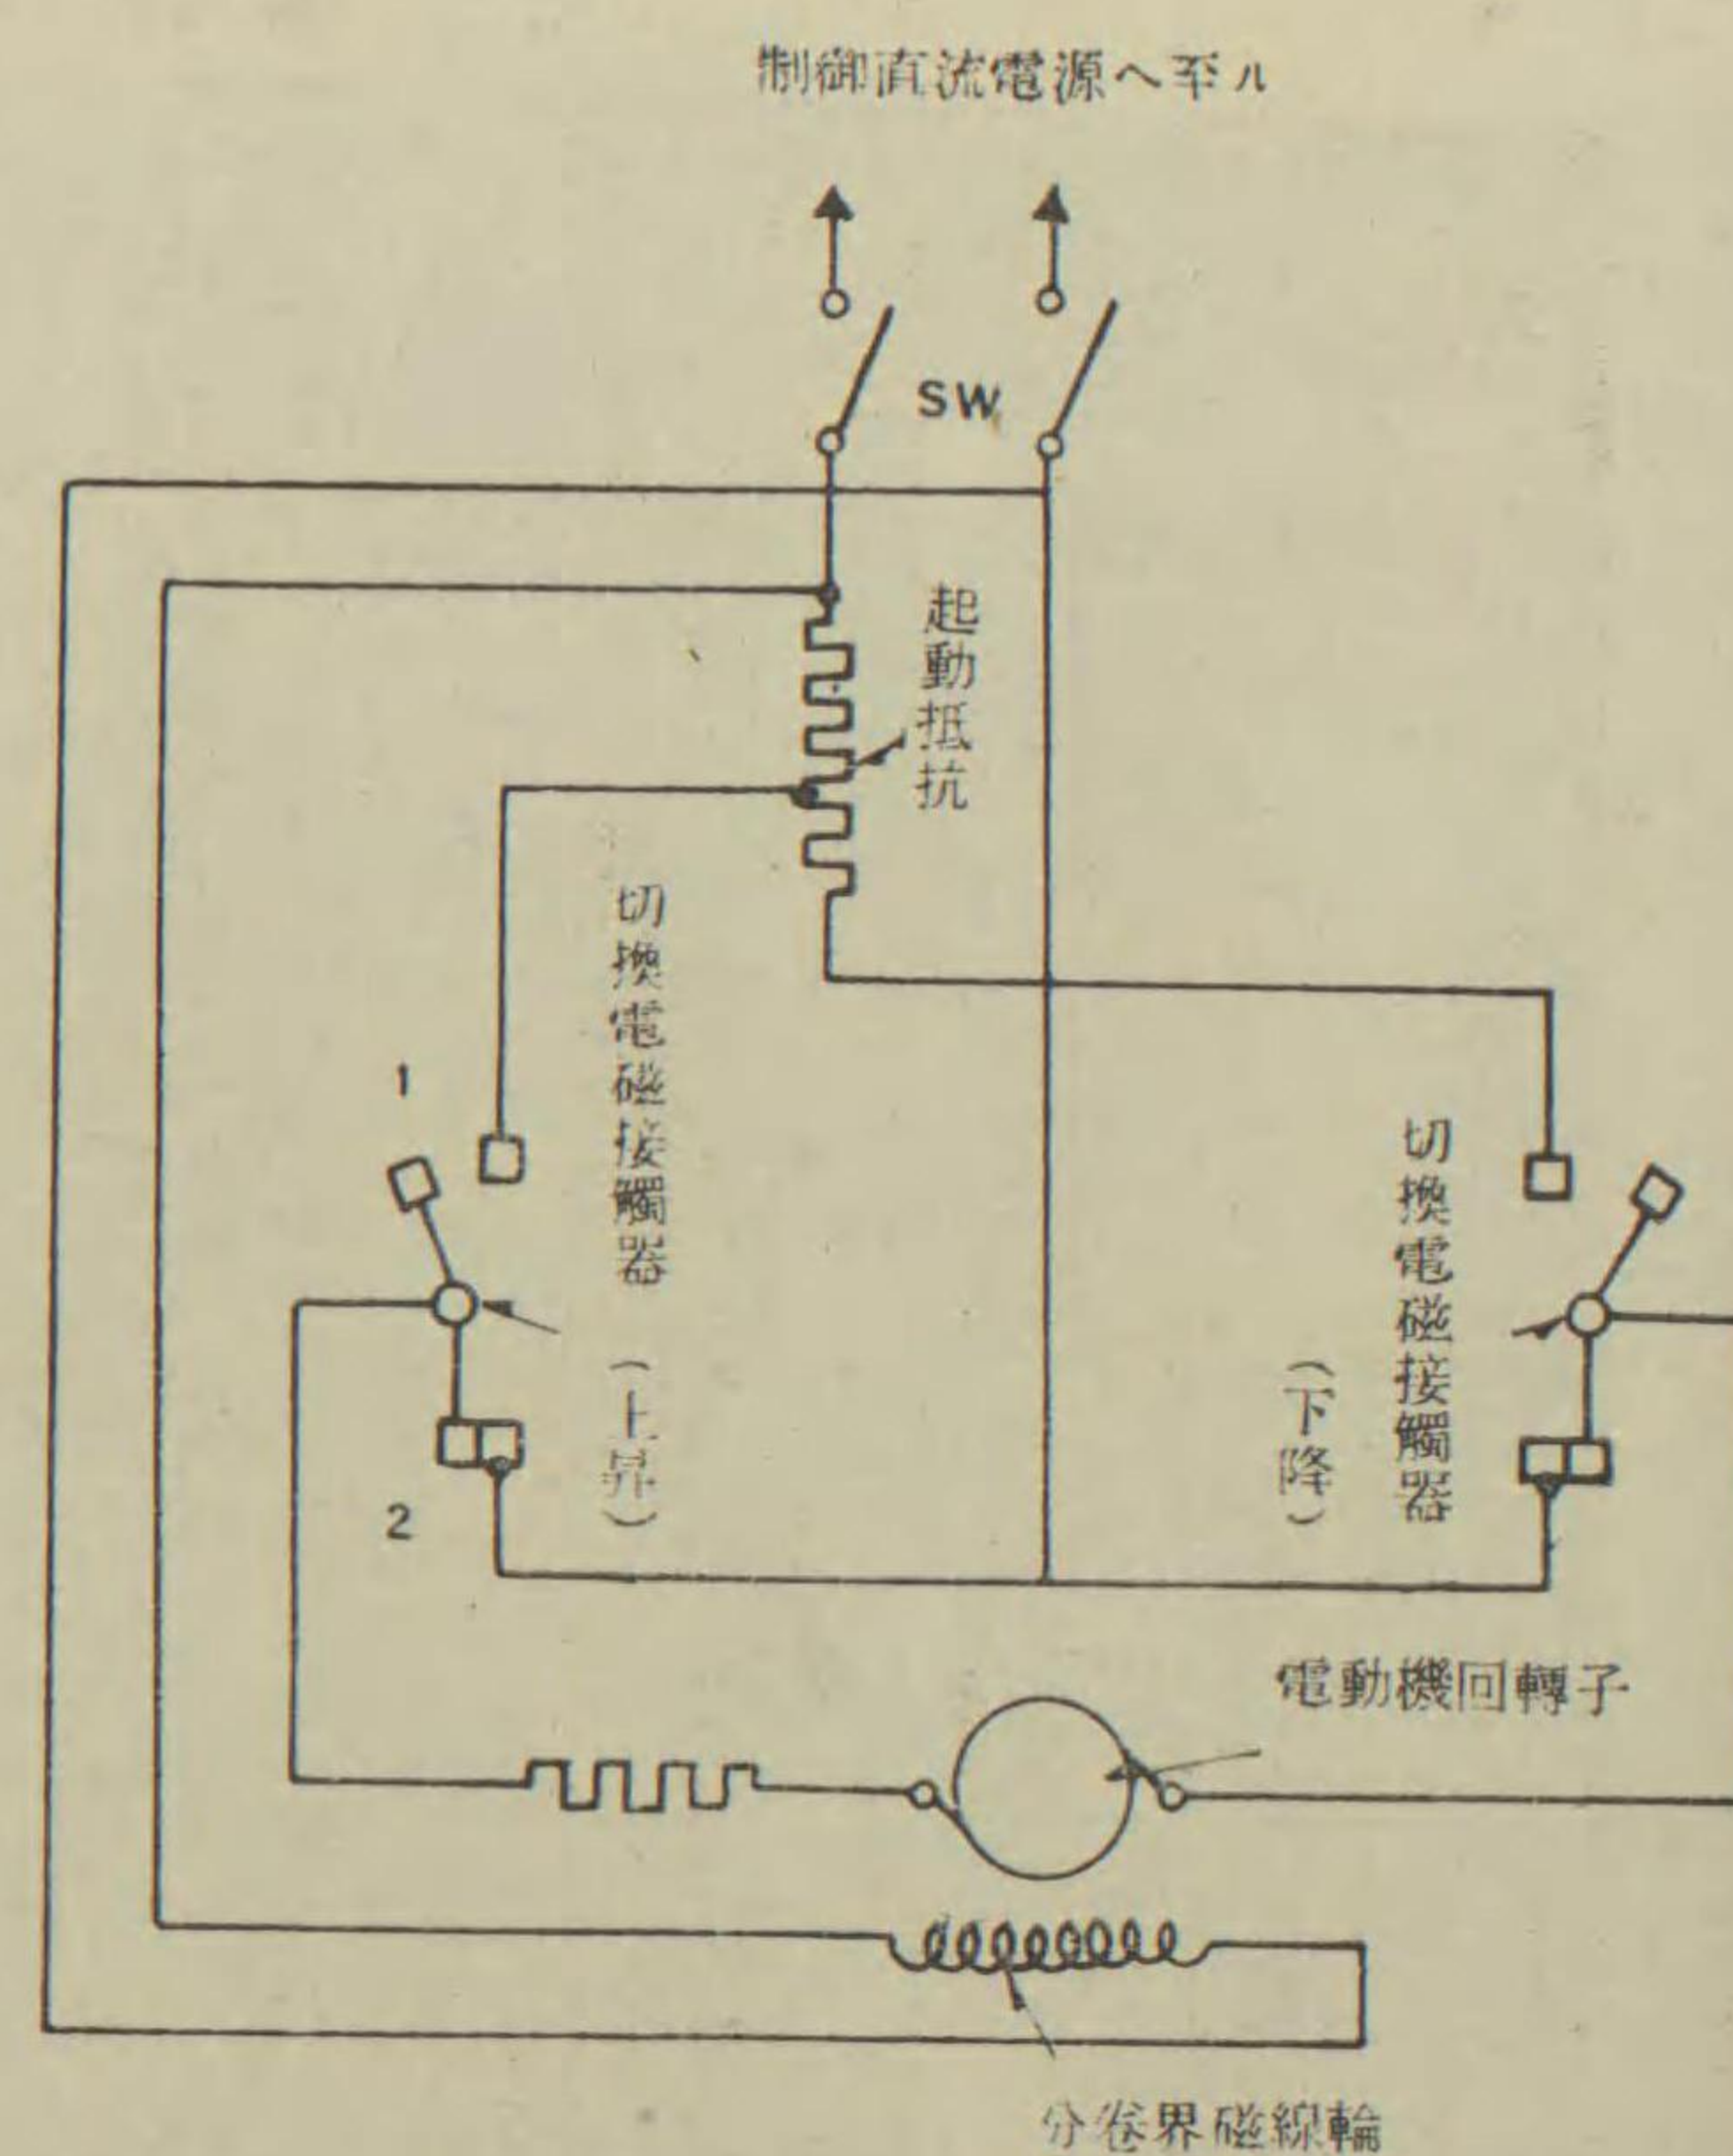 制御直流電源ヘ至ル
SW
起動抵抗
切換電磁接觸器
(上昇)
1
2
切換電磁接觸器
(下降)
電動機回轉子
分卷界磁線輪